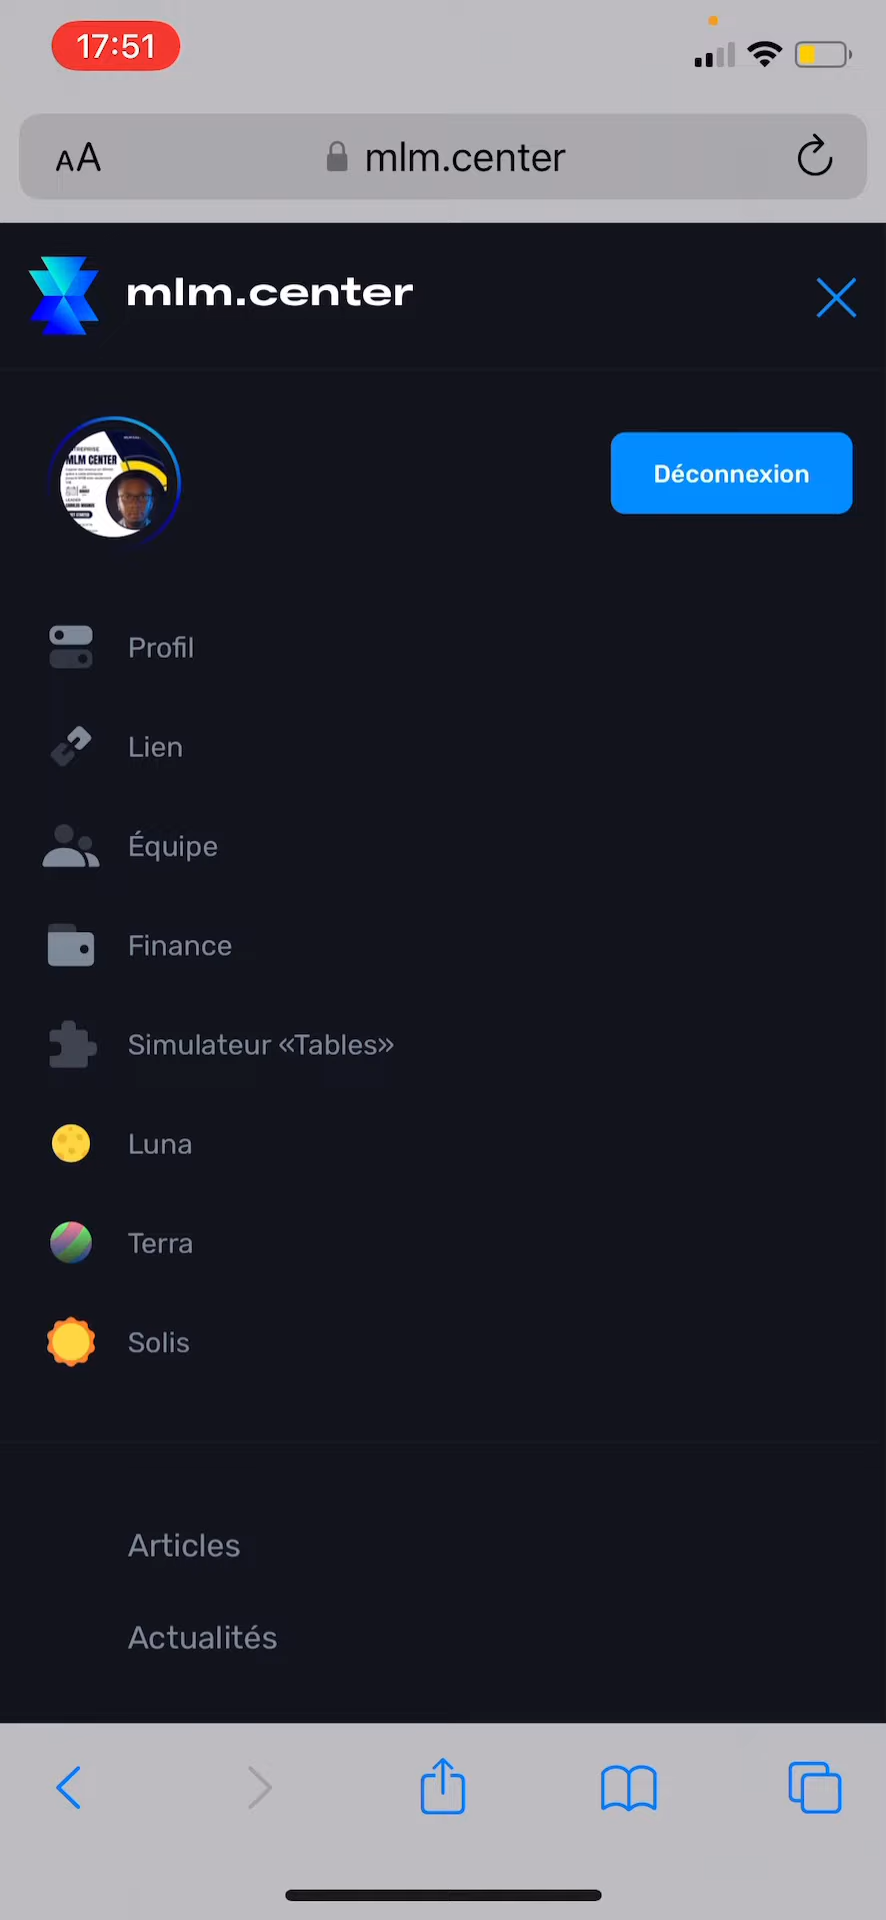 17:51
AA
mlm.center
mlm.center
MLM CENTER
Déconnexion
Profil
Lien
Équipe
Finance
Simulateur «Tables»
Luna
Terra
Solis
Articles
Actualités